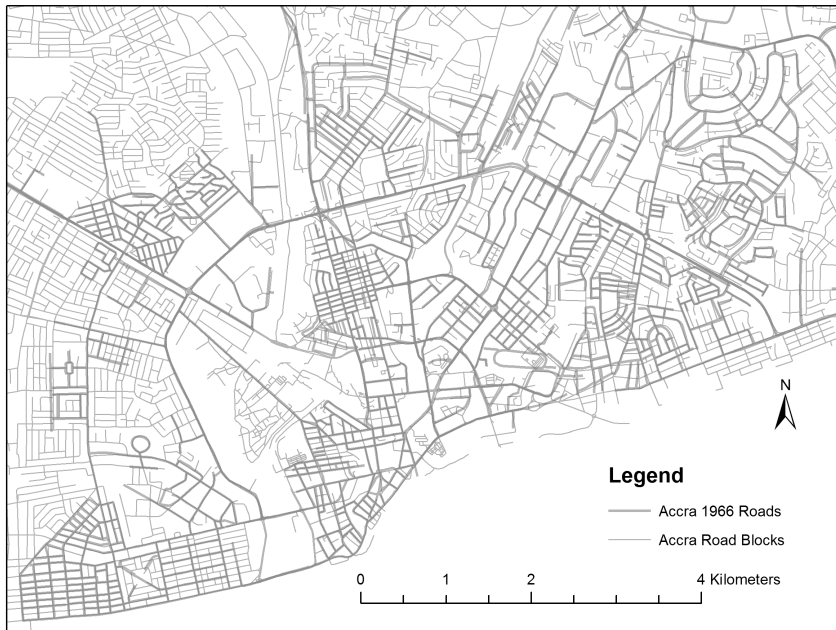 N
Legend
Accra 1966 Roads
Accra Road Blocks
0 1 2 4 Kilometers